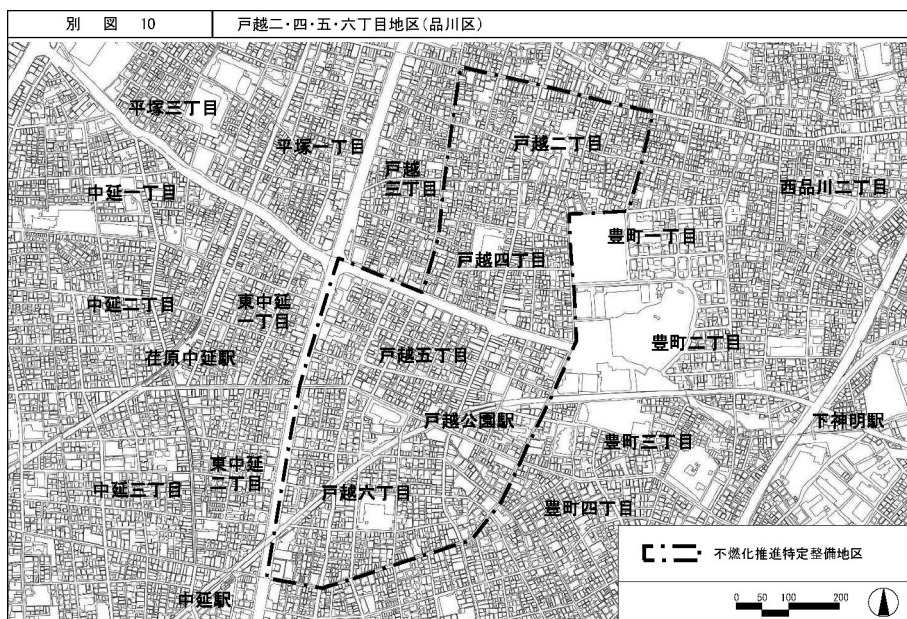 別 図 10
戸越二・四・五・六丁目地区(品川区)
平塚三丁目
平塚一丁目
戸越二丁目
戸越
三丁目
中延一丁目
西品川二丁目
豊町一丁目
戸越四丁目
中延二丁目
東中延
一丁目
豊町二丁目
荏原中延駅
戸越五丁目
戸越公園駅
下神明駅
豊町三丁目
東中延
二丁目
中延三丁目
戸越六丁目
豊町四丁目
不燃化推進特定整備地区
中延駅
0 50 100 200